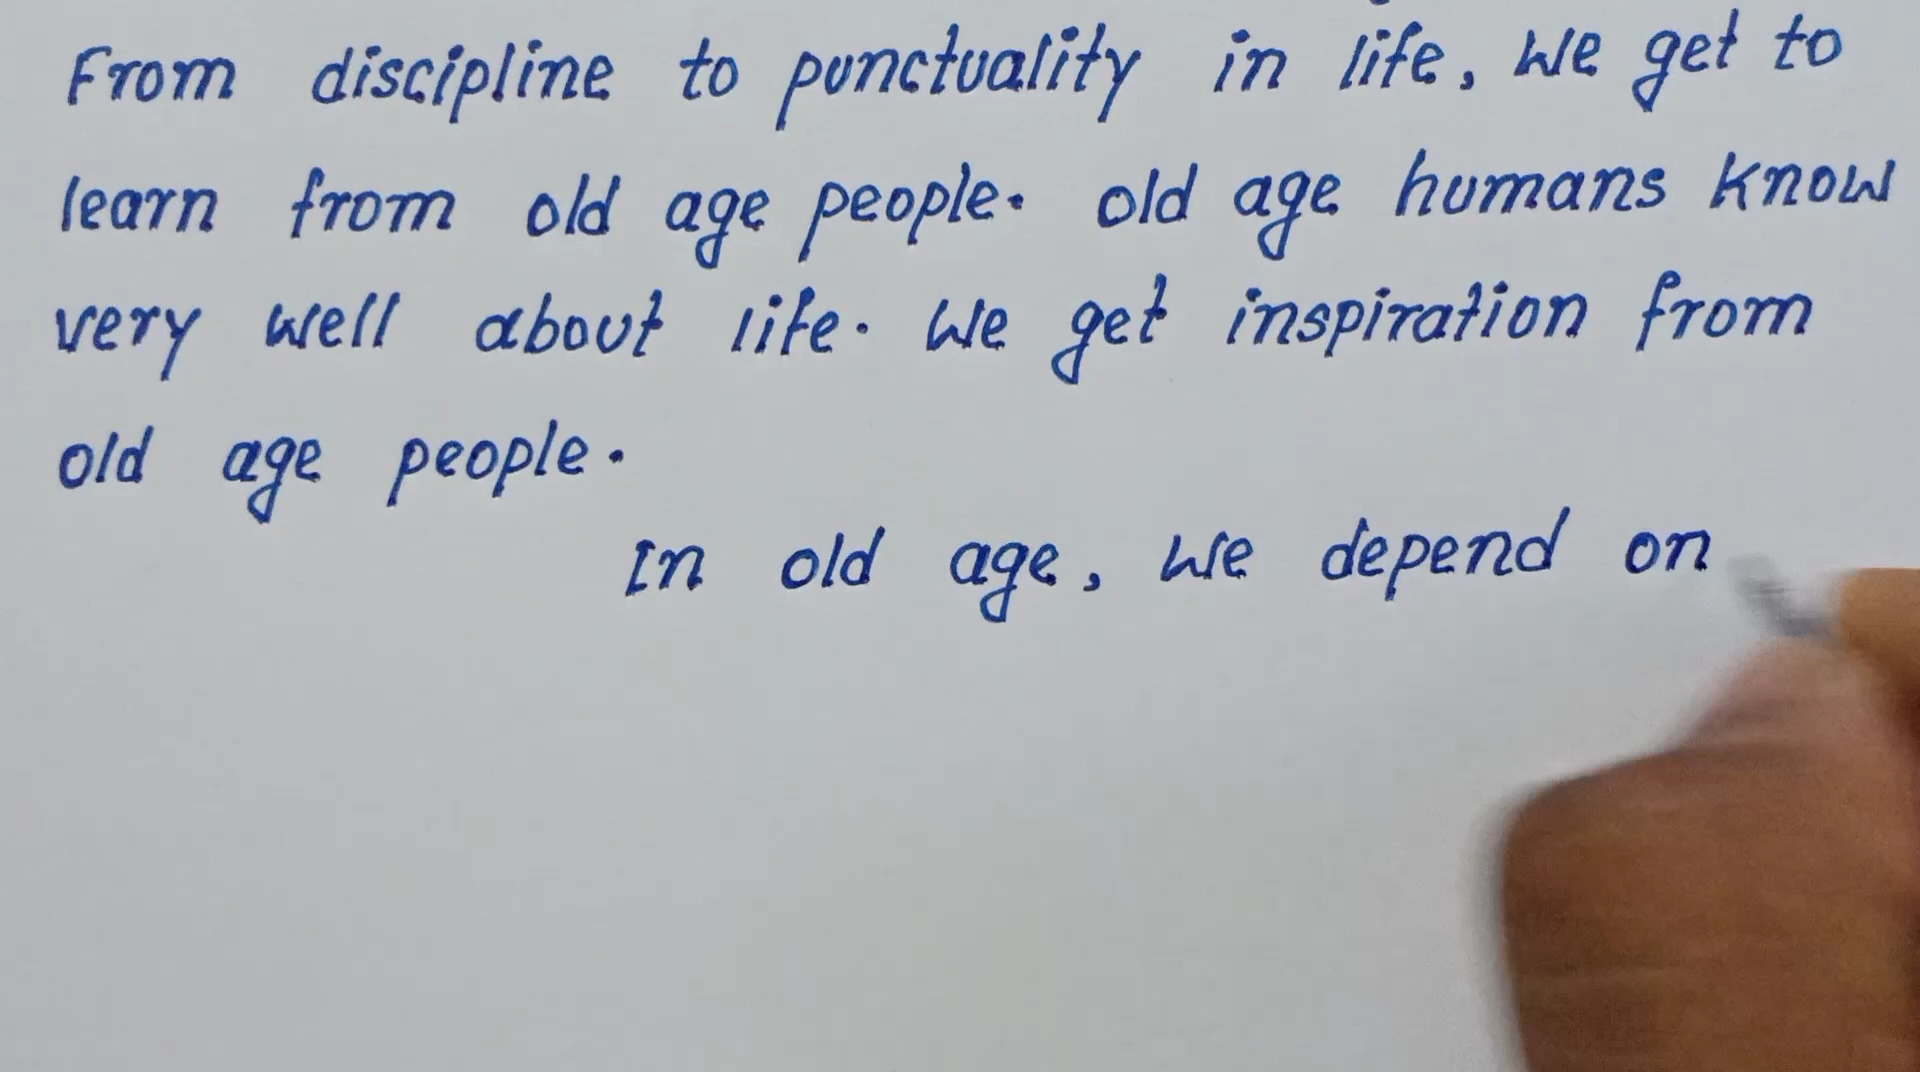 From discipline to punctuality in life, we get to
learn from old age people. old age humans know
very well about life. We get inspiration from
old age people.
In old age, we depend on